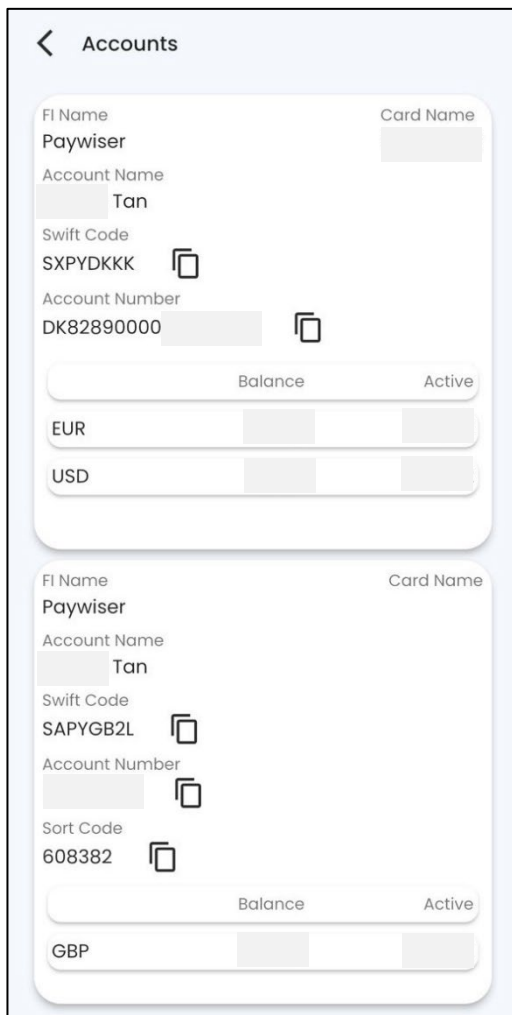 Accounts
FI Name Card Name
Paywiser
Account Name
Tan
Swift Code
SXPYDKKK
Account Number
DK82890000
Balance Active
EUR
USD
FI Name Card Name
Paywiser
Account Name
Tan
Swift Code
SAPYGB2L
Account Number
Sort Code
608382
Balance Active
GBP